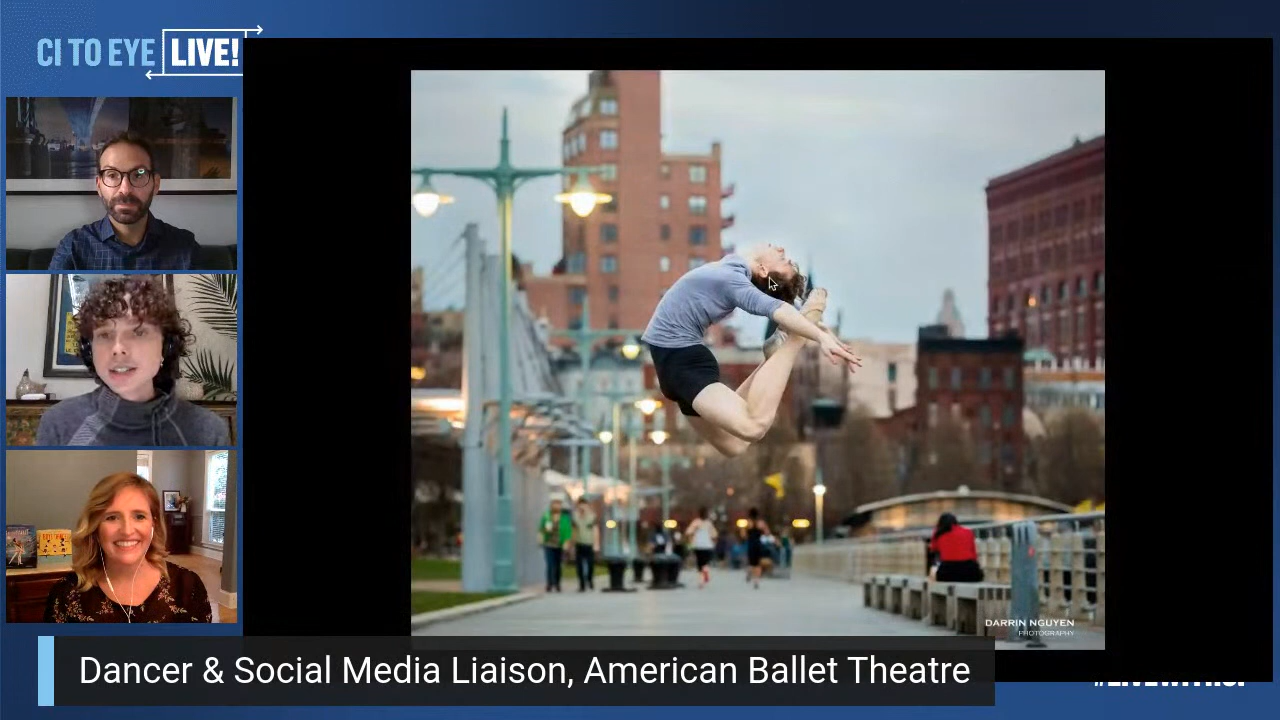 CI TO EYE LIVE!
DARRIN NGUYEN
PHOTOGRAPHY
Dancer & Social Media Liaison, American Ballet Theatre